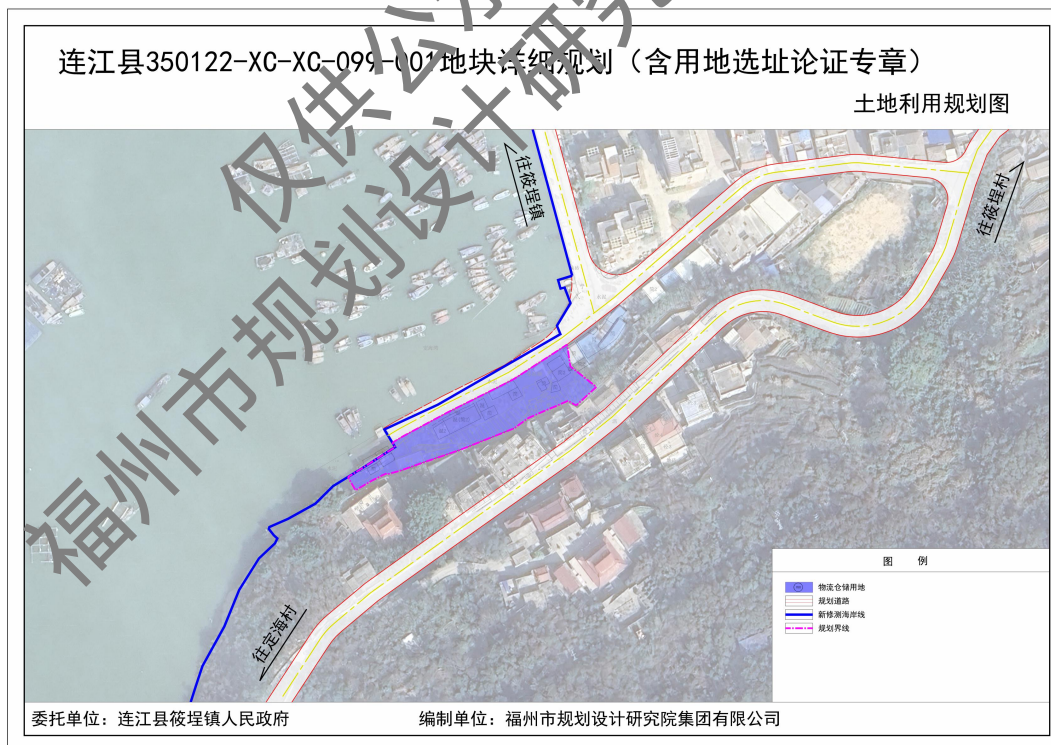 连江县350122-XC-XC-099-001地块详细规划（含用地选址论证专章）
土地利用规划图
仅供公示
福州市规划设计研究
往筱埕镇
往筱埕村
往定海村
图 例
物流仓储用地
规划道路
新修测海岸线
规划界线
委托单位：连江县筱埕镇人民政府
编制单位：福州市规划设计研究院集团有限公司